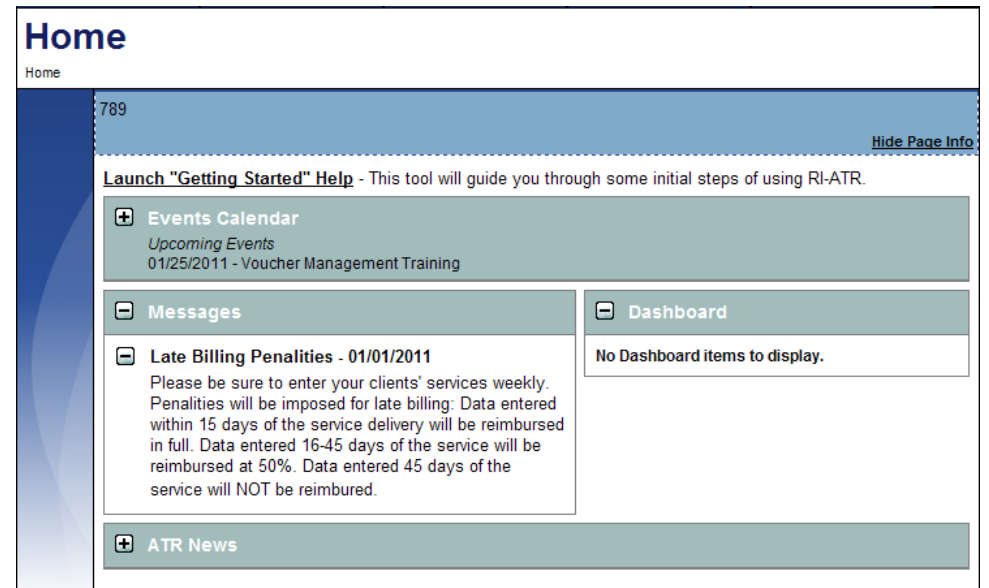 Home
Home
789
Hide Page Info
Launch "Getting Started" Help - This tool will guide you through some initial steps of using RI-ATR.
Events Calendar
Upcoming Events
01/25/2011 - Voucher Management Training
Messages
Late Billing Penalities - 01/01/2011
Please be sure to enter your clients' services weekly.
Penalities will be imposed for late billing: Data entered
within 15 days of the service delivery will be reimbursed
in full. Data entered 16-45 days of the service will be
reimbursed at 50%. Data entered 45 days of the
service will NOT be reimbured.
Dashboard
No Dashboard items to display.
ATR News